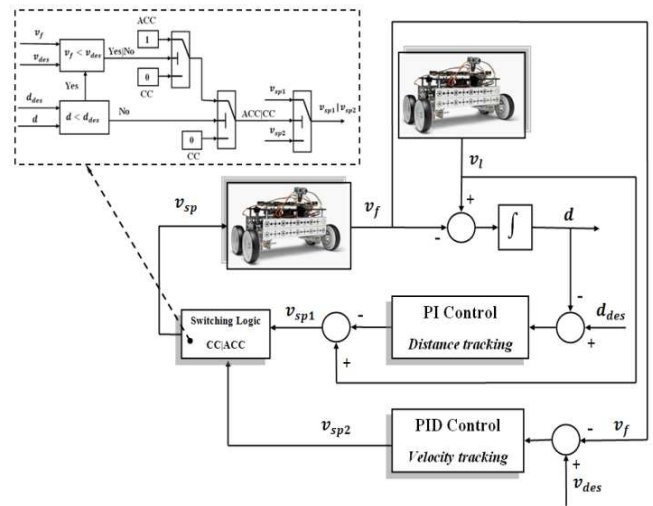 ACC
v_f
v_des
v_f < v_des
Yes|No
1
0
CC
Yes
d_des
d
d < d_des
No
0
CC
ACC|CC
v_sp1
v_sp2
v_sp1|v_sp2
v_l
v_sp
v_f
+
-
∫
d
Switching Logic
CC|ACC
v_sp1
-
+
PI Control
Distance tracking
-
+
d_des
v_sp2
PID Control
Velocity tracking
-
+
v_f
v_des